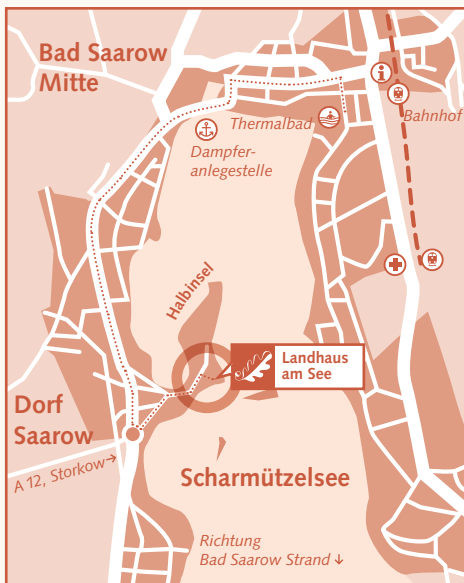 Bad Saarow
Mitte
i
Bahnhof
Thermalbad
Dampfer-
anlegestelle
Halbinsel
Landhaus
am See
Dorf
Saarow
A 12, Storkow→
Scharmützelsee
Richtung
Bad Saarow Strand ↓